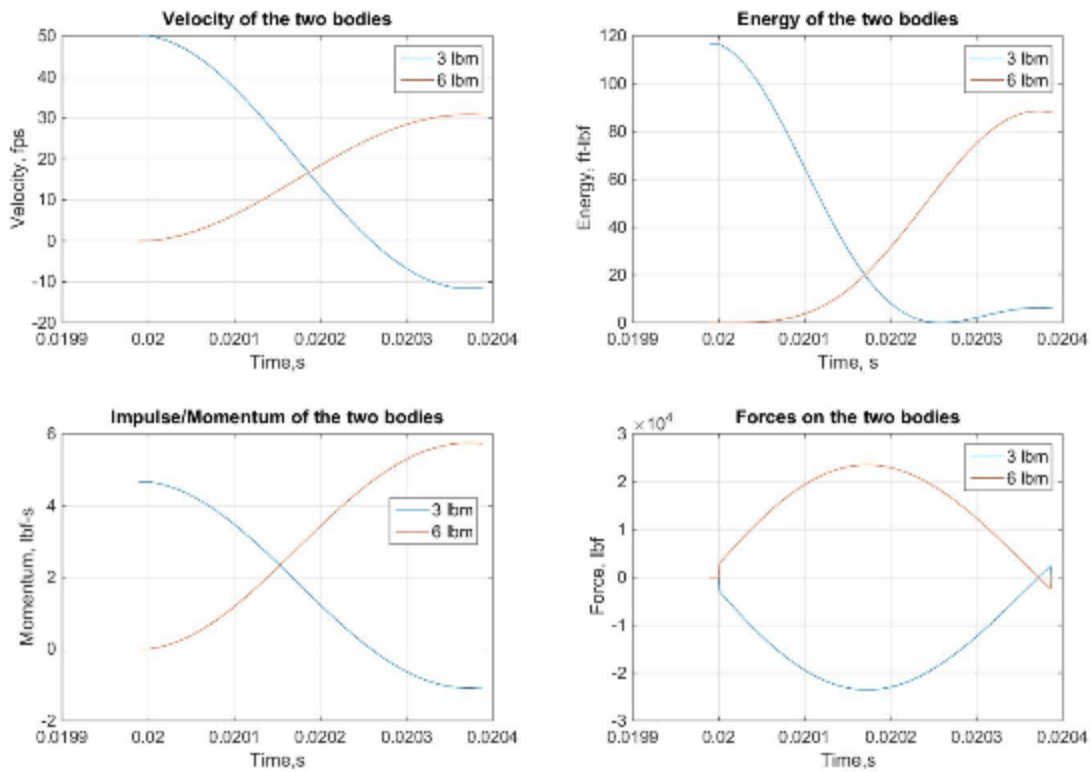 Velocity of the two bodies
50
40
30
20
10
0
-10
-20
Velocity, fps
3 lbm
6 lbm
0.0199 0.02 0.0201 0.0202 0.0203 0.0204
Time,s
Energy of the two bodies
120
100
80
60
40
20
0
Energy, ft-lbf
3 lbm
6 lbm
0.0199 0.02 0.0201 0.0202 0.0203 0.0204
Time, s
Impulse/Momentum of the two bodies
6
4
2
0
-2
Momentum, lbf-s
3 lbm
6 lbm
0.0199 0.02 0.0201 0.0202 0.0203 0.0204
Time,s
Forces on the two bodies
×10⁴
3
2
1
0
-1
-2
-3
Force, lbf
3 lbm
6 lbm
0.0199 0.02 0.0201 0.0202 0.0203 0.0204
Time,s